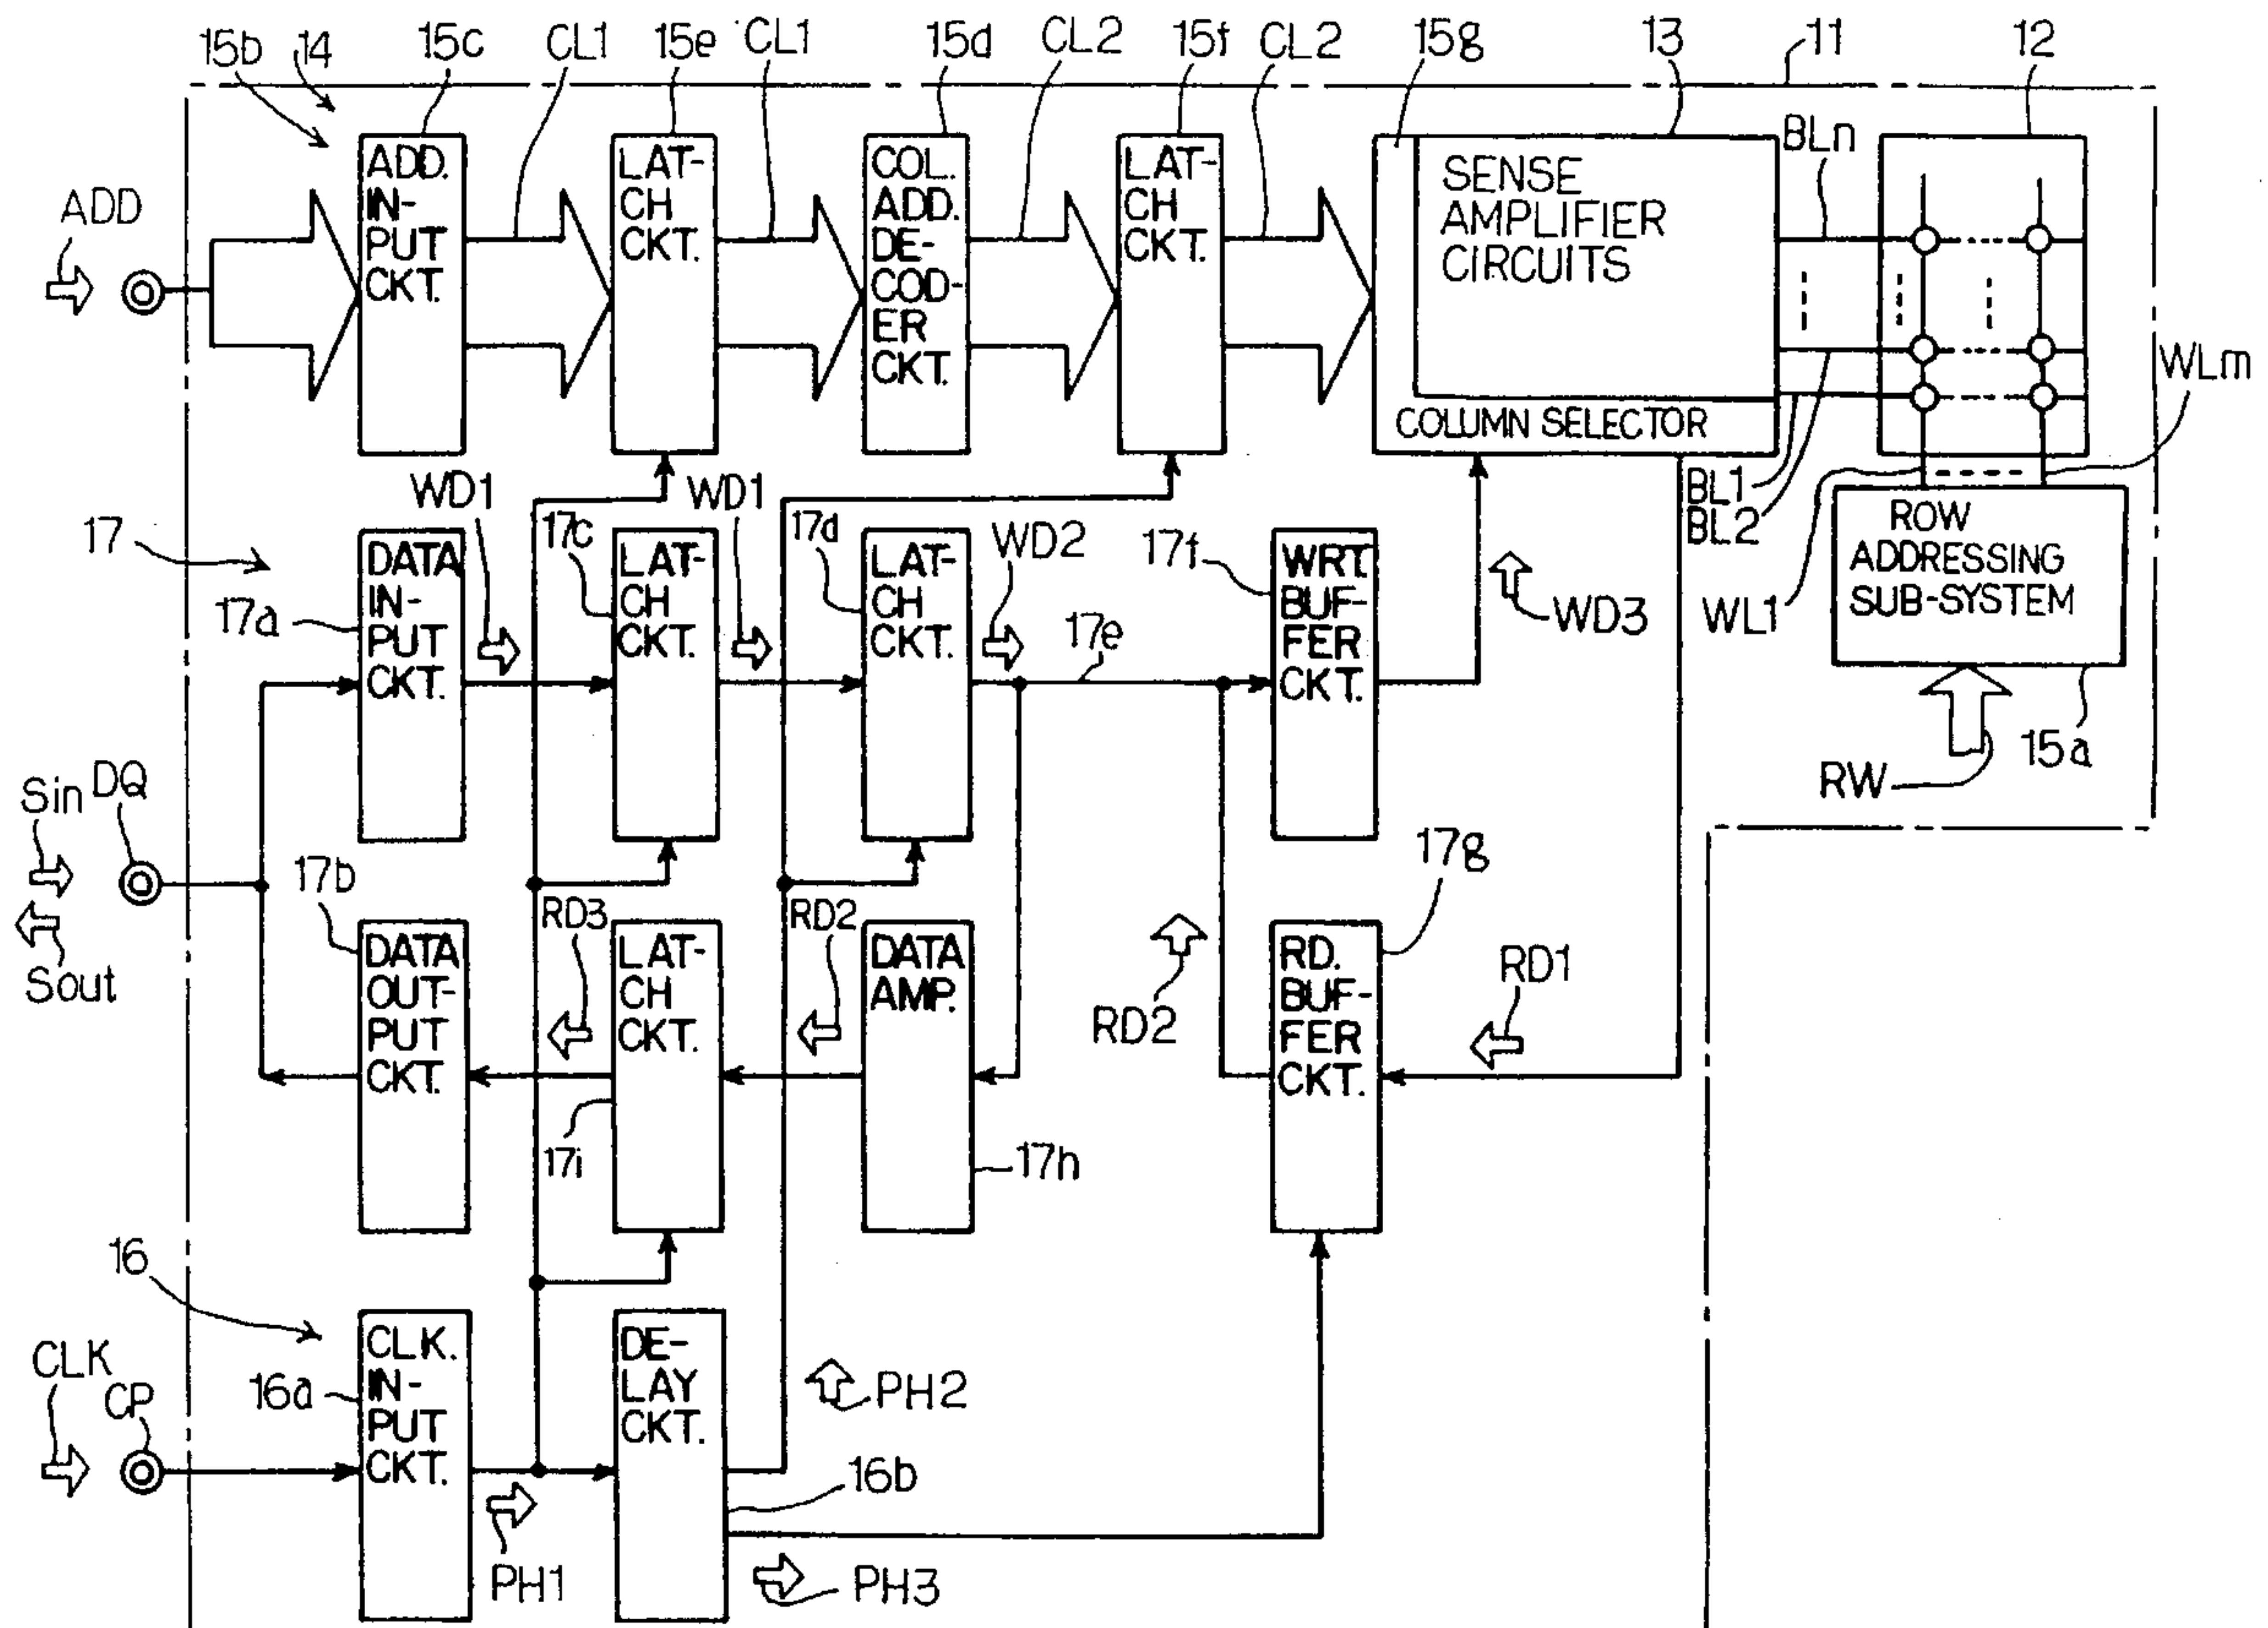 15b
14
15c
CL1
15e
CL1
15d
CL2
15f
CL2
15g
13
11
12
ADD
ADD.
IN-
PUT
CKT.
LAT-
CH
CKT.
COL.
ADD.
DE-
COD-
ER
CKT.
LAT-
CH
CKT.
SENSE
AMPLIFIER
CIRCUITS
COLUMN SELECTOR
BLn
WLm
BL1
BL2
WL1
ROW
ADDRESSING
SUB-SYSTEM
15a
RW
17
17a
WD1
DATA
IN-
PUT
CKT.
17c
WD1
LAT-
CH
CKT.
17d
LAT-
CH
CKT.
WD2
17e
17f
WRT.
BUF-
FER
CKT.
WD3
Sin
DQ
Sout
17b
DATA
OUT-
PUT
CKT.
RD3
LAT-
CH
CKT.
17i
RD2
DATA
AMP.
17h
RD2
17g
RD.
BUF-
FER
CKT.
RD1
16
CLK
CP
16a
CLK.
IN-
PUT
CKT.
PH1
DE-
LAY
CKT.
PH2
16b
PH3